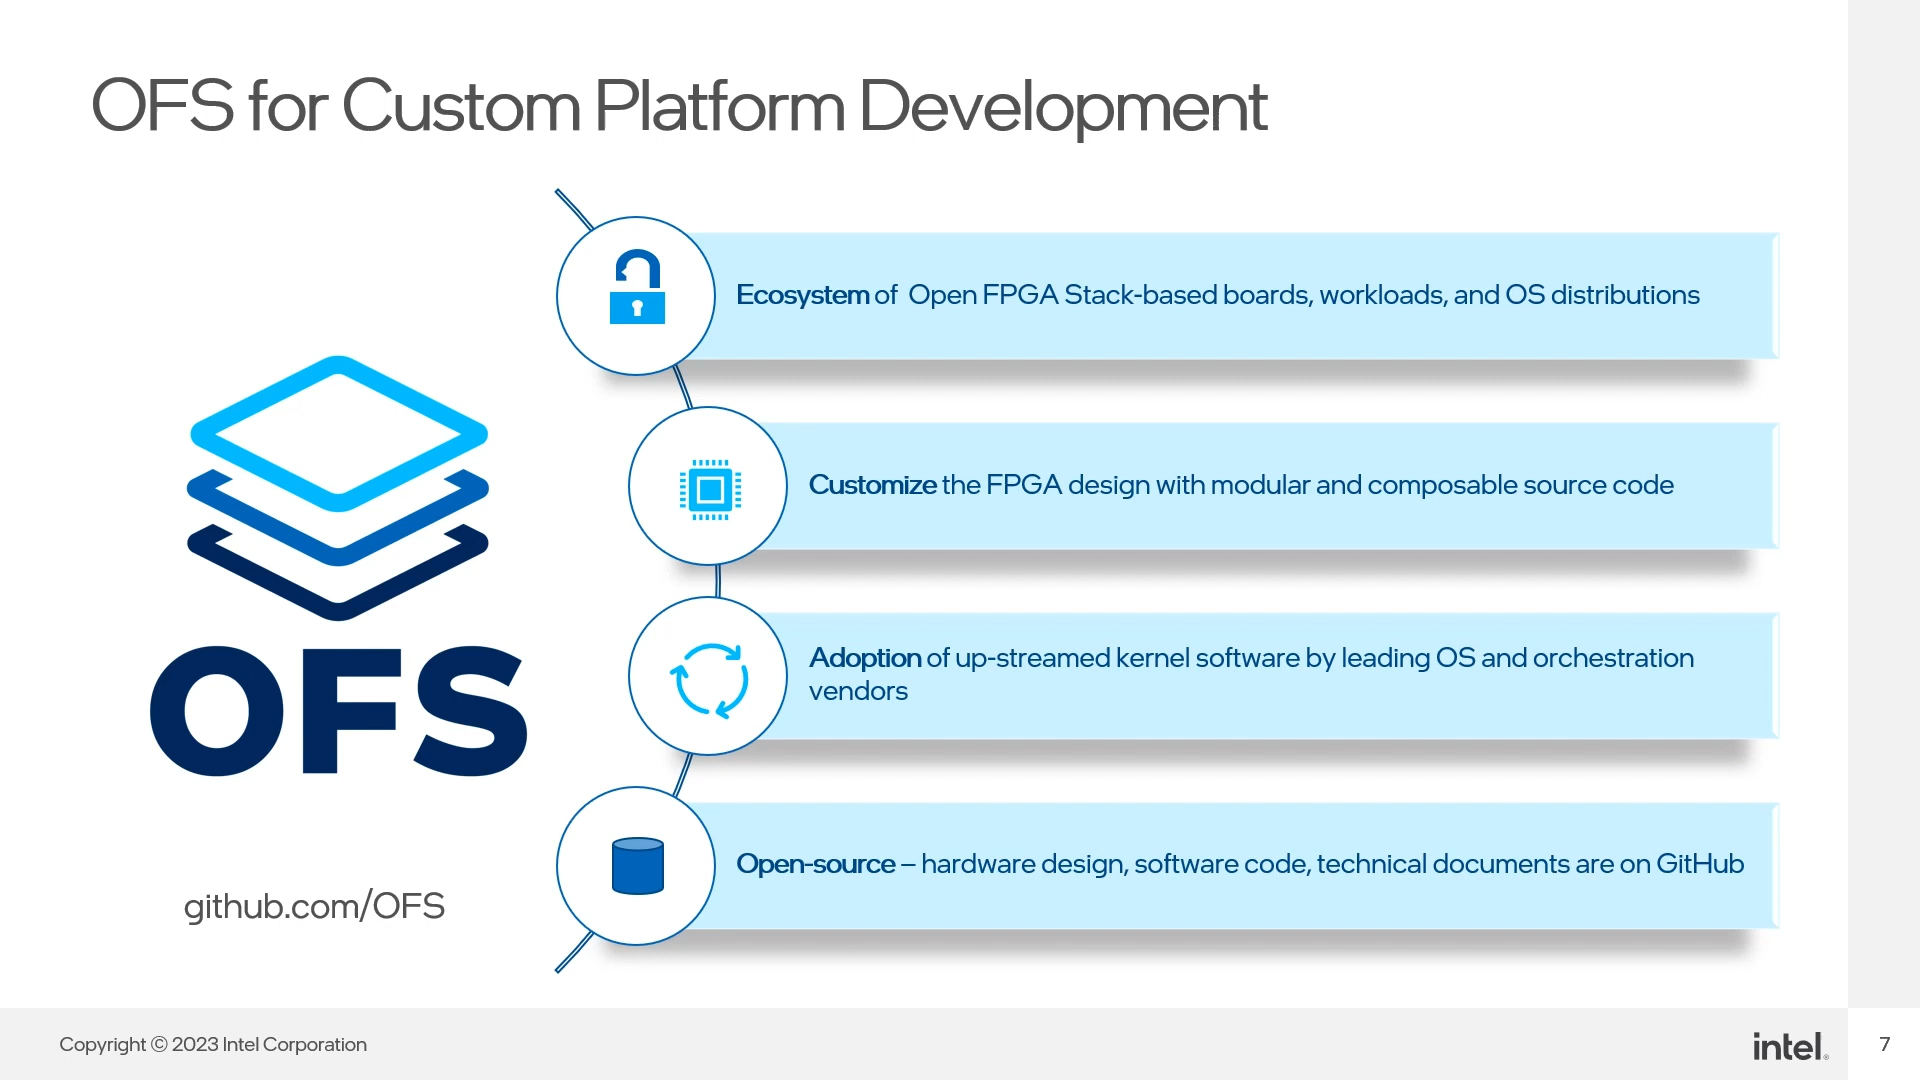 OFS for Custom Platform Development
Ecosystem of  Open FPGA Stack-based boards, workloads, and OS distributions
Customize the FPGA design with modular and composable source code
Adoption of up-streamed kernel software by leading OS and orchestration
vendors
Open-source – hardware design, software code, technical documents are on GitHub
OFS
github.com/OFS
Copyright © 2023 Intel Corporation
intel®
7